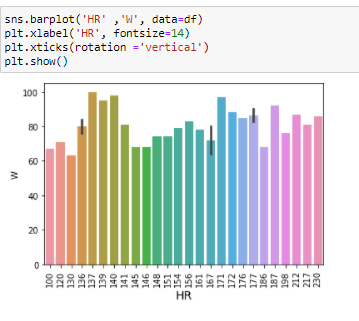 sns.barplot('HR' ,'W', data=df)
plt.xlabel('HR', fontsize=14)
plt.xticks(rotation ='vertical')
plt.show()
100
80
60
40
20
0
W
100 120 130 136 137 139 140 141 145 146 148 151 154 156 161 167 171 172 176 177 186 187 198 212 217 230
HR